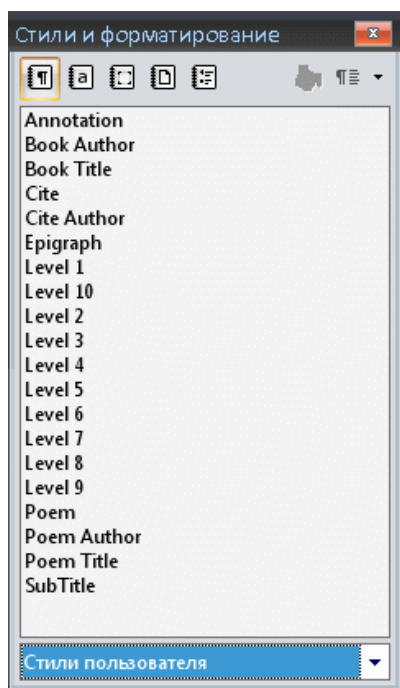 Стили и форматирование
Annotation
Book Author
Book Title
Cite
Cite Author
Epigraph
Level 1
Level 10
Level 2
Level 3
Level 4
Level 5
Level 6
Level 7
Level 8
Level 9
Poem
Poem Author
Poem Title
SubTitle
Стили пользователя